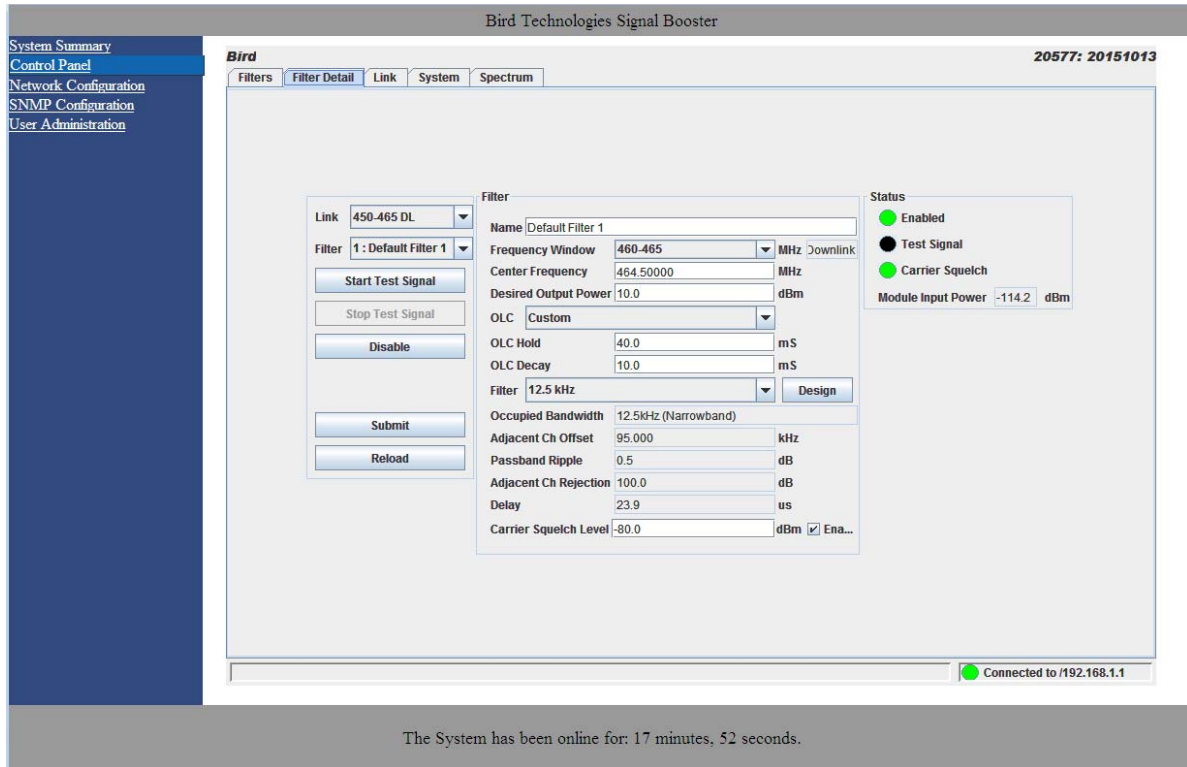 Bird Technologies Signal Booster
System Summary
Control Panel
Network Configuration
SNMP Configuration
User Administration
Bird
20577: 20151013
Filters
Filter Detail
Link
System
Spectrum
Link 450-465 DL
Filter 1 : Default Filter 1
Start Test Signal
Stop Test Signal
Disable
Submit
Reload
Filter
Name Default Filter 1
Frequency Window 460-465 MHz Downlink
Center Frequency 464.50000 MHz
Desired Output Power 10.0 dBm
OLC Custom
OLC Hold 40.0 mS
OLC Decay 10.0 mS
Filter 12.5 kHz Design
Occupied Bandwidth 12.5kHz (Narrowband)
Adjacent Ch Offset 95.000 kHz
Passband Ripple 0.5 dB
Adjacent Ch Rejection 100.0 dB
Delay 23.9 us
Carrier Squelch Level -80.0 dBm Ena...
Status
Enabled
Test Signal
Carrier Squelch
Module Input Power -114.2 dBm
Connected to /192.168.1.1
The System has been online for: 17 minutes, 52 seconds.